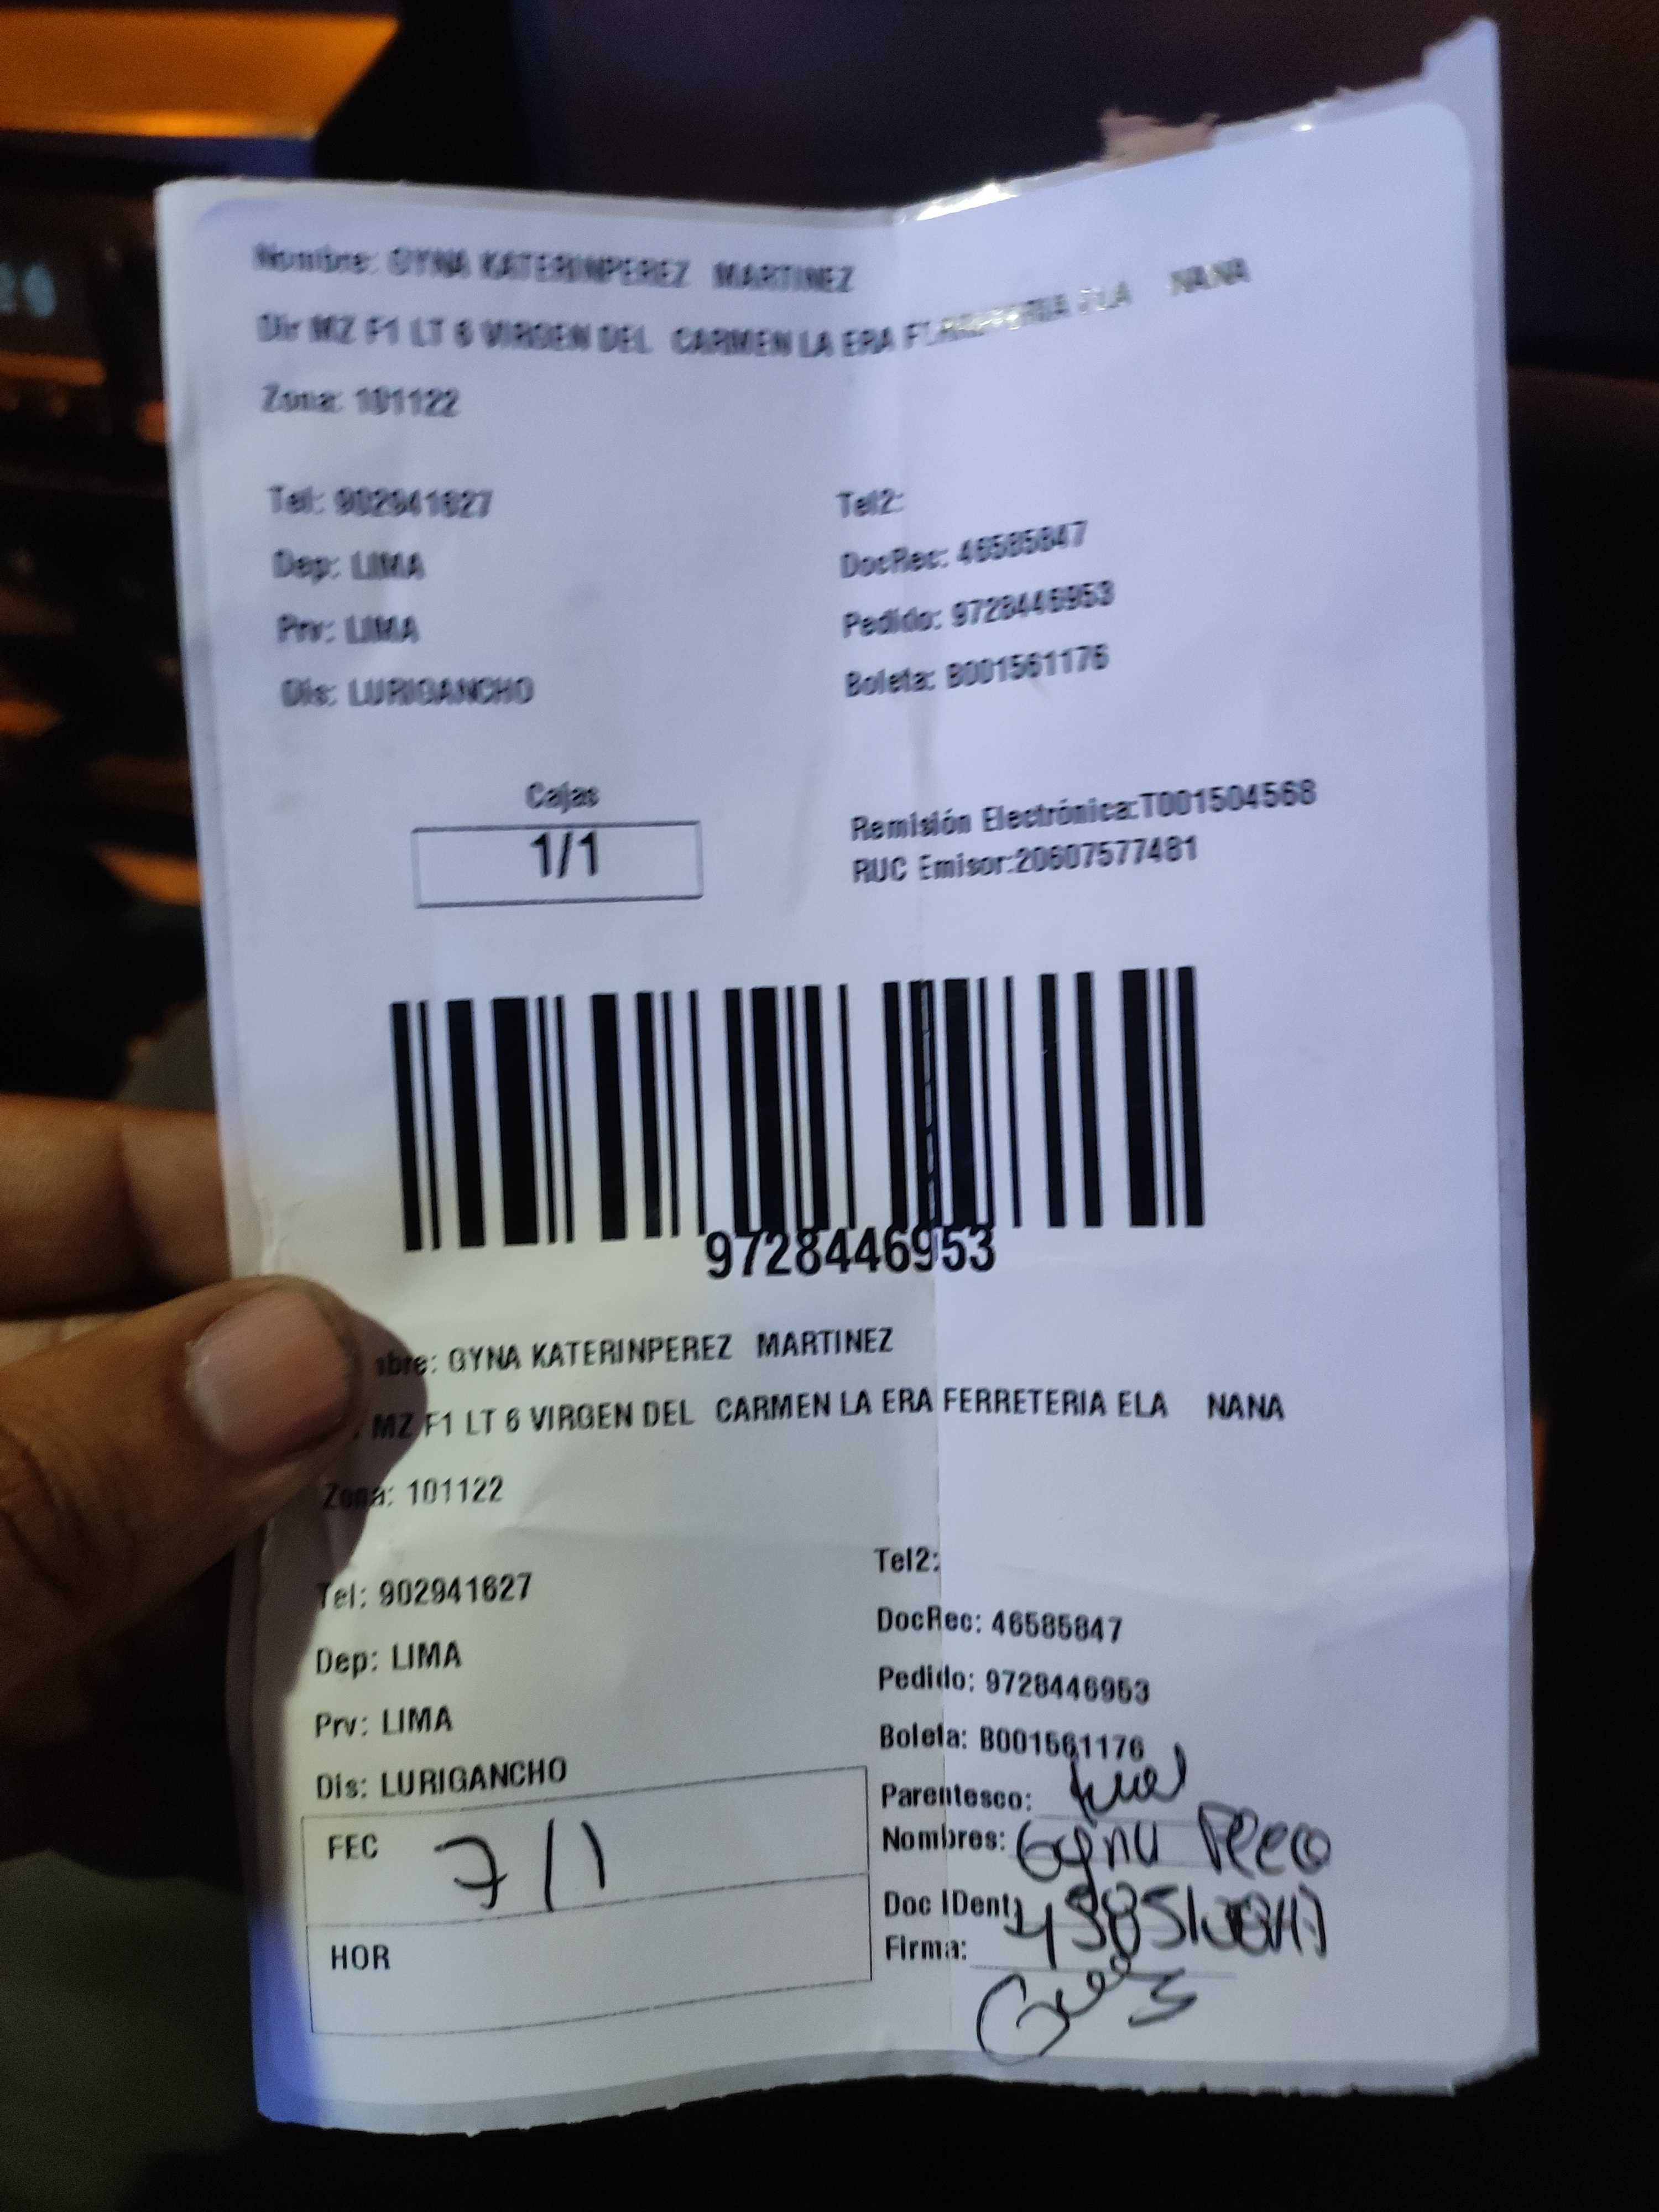 Nombre: GYNA KATERINPEREZ MARTINEZ
Dir MZ F1 LT 6 VIRGEN DEL CARMEN LA ERA FERRETERIA ELA NANA
Zona: 101122
Tel: 902941627
Tel2:
Dep: LIMA
DocRec: 46585847
Prv: LIMA
Pedido: 9728446953
Dis: LURIGANCHO
Boleta: B001561176
Cajas
1/1
Remisión Electrónica:T001504568
RUC Emisor:20607577481
9728446953
bre: GYNA KATERINPEREZ MARTINEZ
MZ F1 LT 6 VIRGEN DEL CARMEN LA ERA FERRETERIA ELA NANA
Zona: 101122
Tel: 902941627
Tel2:
Dep: LIMA
DocRec: 46585847
Prv: LIMA
Pedido: 9728446953
Dis: LURIGANCHO
Boleta: B001561176
Parentesco:
FEC 7/1
Nombres: Gyna
Doc IDent
HOR
Firma: